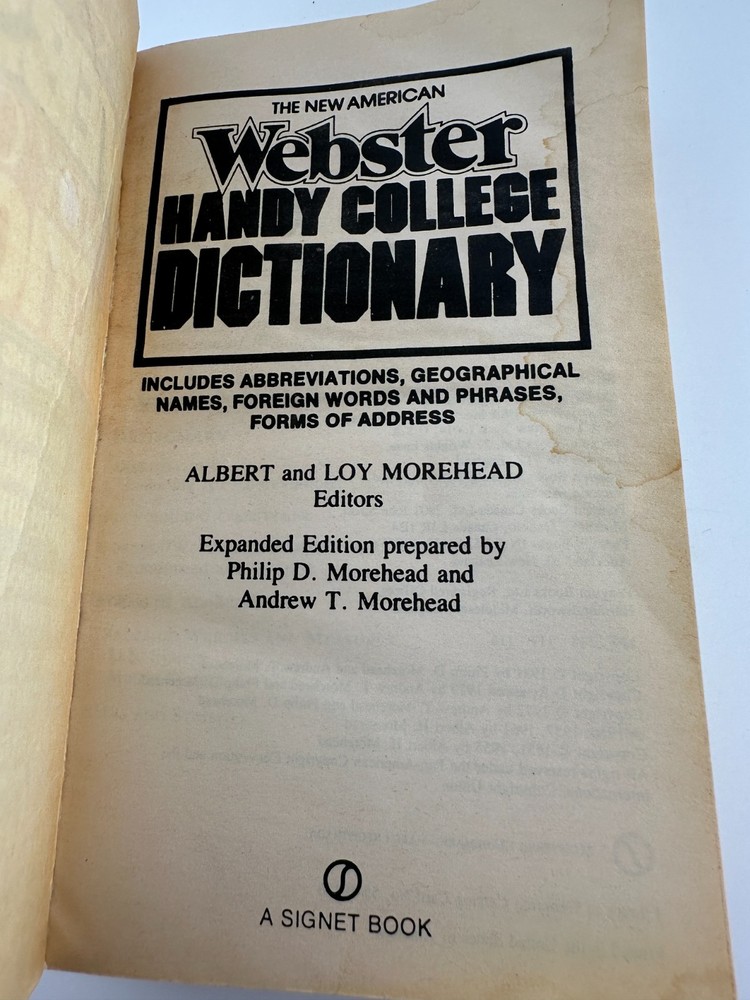 THE NEW AMERICAN
Webster
HANDY COLLEGE
DICTIONARY
INCLUDES ABBREVIATIONS, GEOGRAPHICAL
NAMES, FOREIGN WORDS AND PHRASES,
FORMS OF ADDRESS
ALBERT and LOY MOREHEAD
Editors
Expanded Edition prepared by
Philip D. Morehead and
Andrew T. Morehead
A SIGNET BOOK